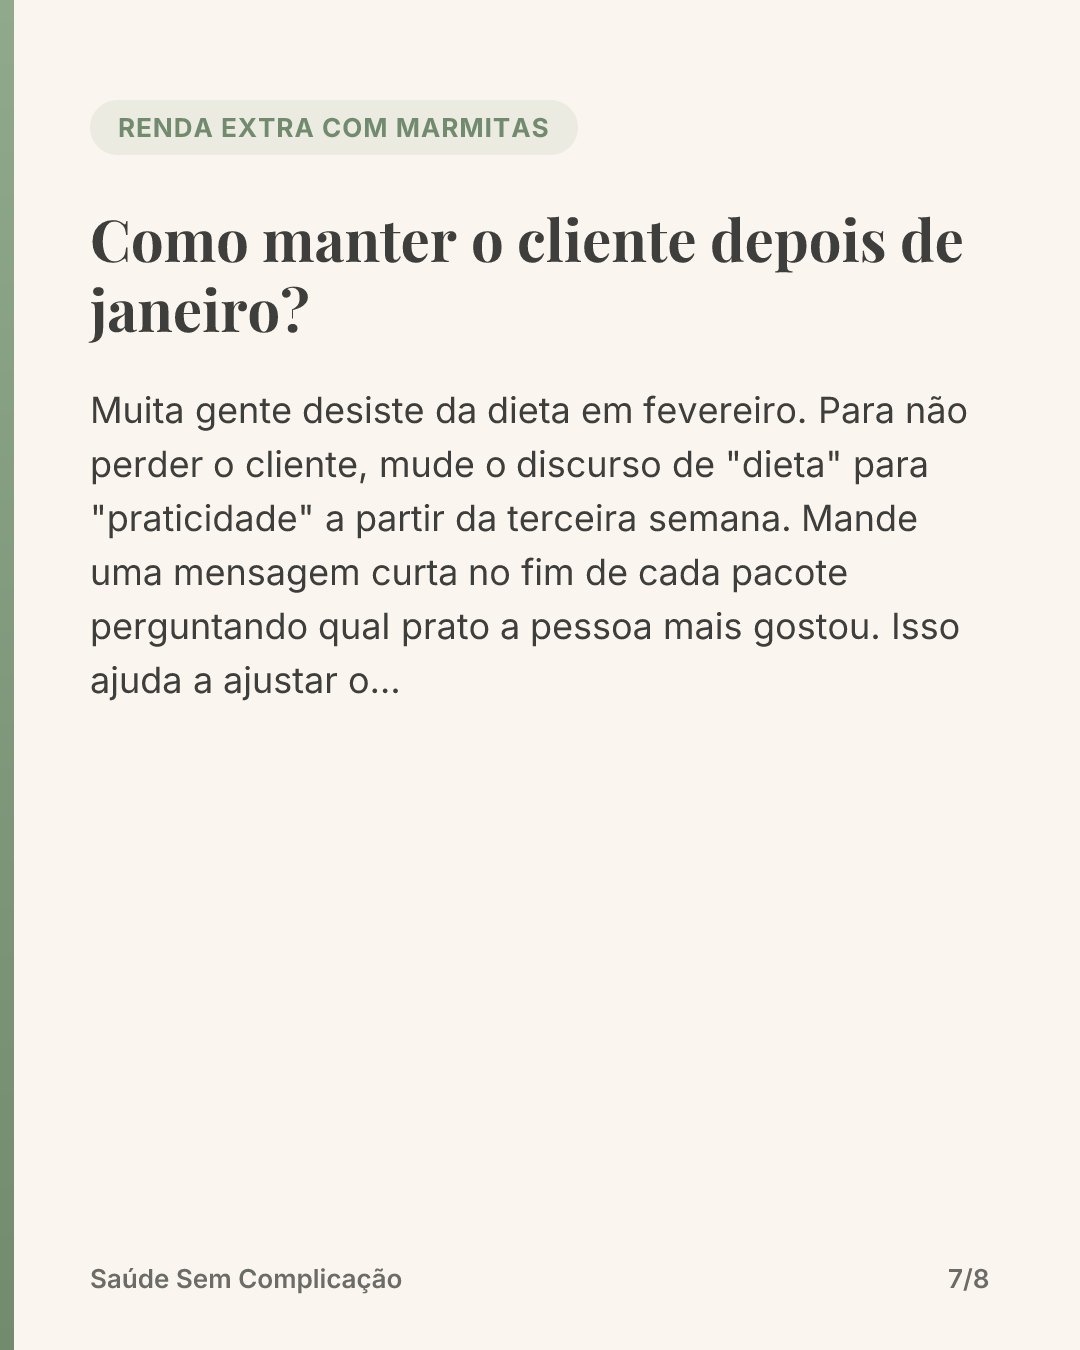 RENDA EXTRA COM MARMITAS
Como manter o cliente depois de
janeiro?
Muita gente desiste da dieta em fevereiro. Para não
perder o cliente, mude o discurso de "dieta" para
"praticidade" a partir da terceira semana. Mande
uma mensagem curta no fim de cada pacote
perguntando qual prato a pessoa mais gostou. Isso
ajuda a ajustar o...
Saúde Sem Complicação
7/8